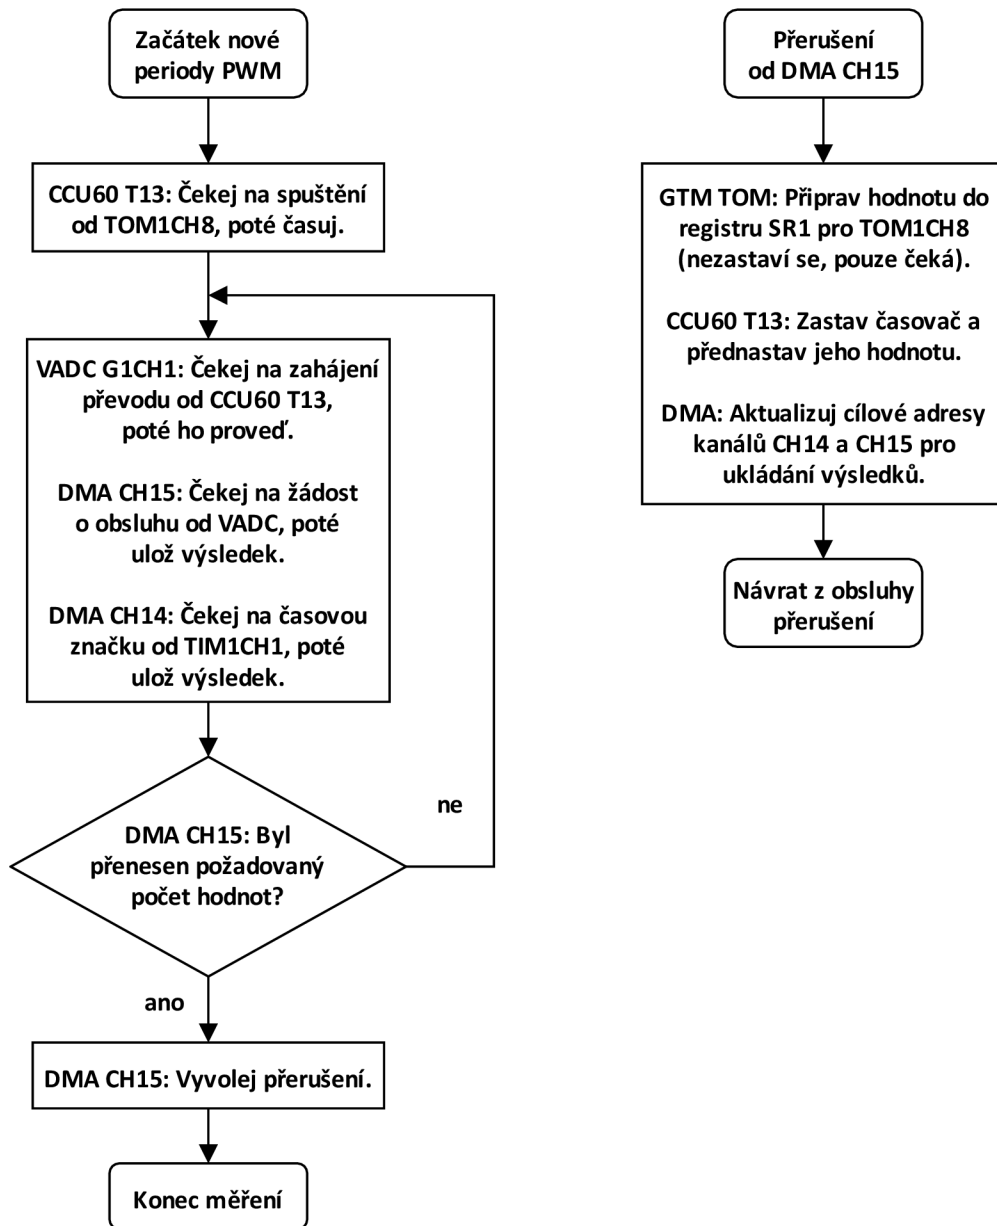 Začátek nové
periody PWM
CCU60 T13: Čekej na spuštění
od TOM1CH8, poté časuj.
VADC G1CH1: Čekej na zahájení
převodu od CCU60 T13,
poté ho proveď.
DMA CH15: Čekej na žádost
o obsluhu od VADC, poté
ulož výsledek.
DMA CH14: Čekej na časovou
značku od TIM1CH1, poté
ulož výsledek.
DMA CH15: Byl
přenesen požadovaný
počet hodnot?
ne
ano
DMA CH15: Vyvolej přerušení.
Konec měření
Přerušení
od DMA CH15
GTM TOM: Připrav hodnotu do
registru SR1 pro TOM1CH8
(nezastaví se, pouze čeká).
CCU60 T13: Zastav časovač a
přednastav jeho hodnotu.
DMA: Aktualizuj cílové adresy
kanálů CH14 a CH15 pro
ukládání výsledků.
Návrat z obsluhy
přerušení